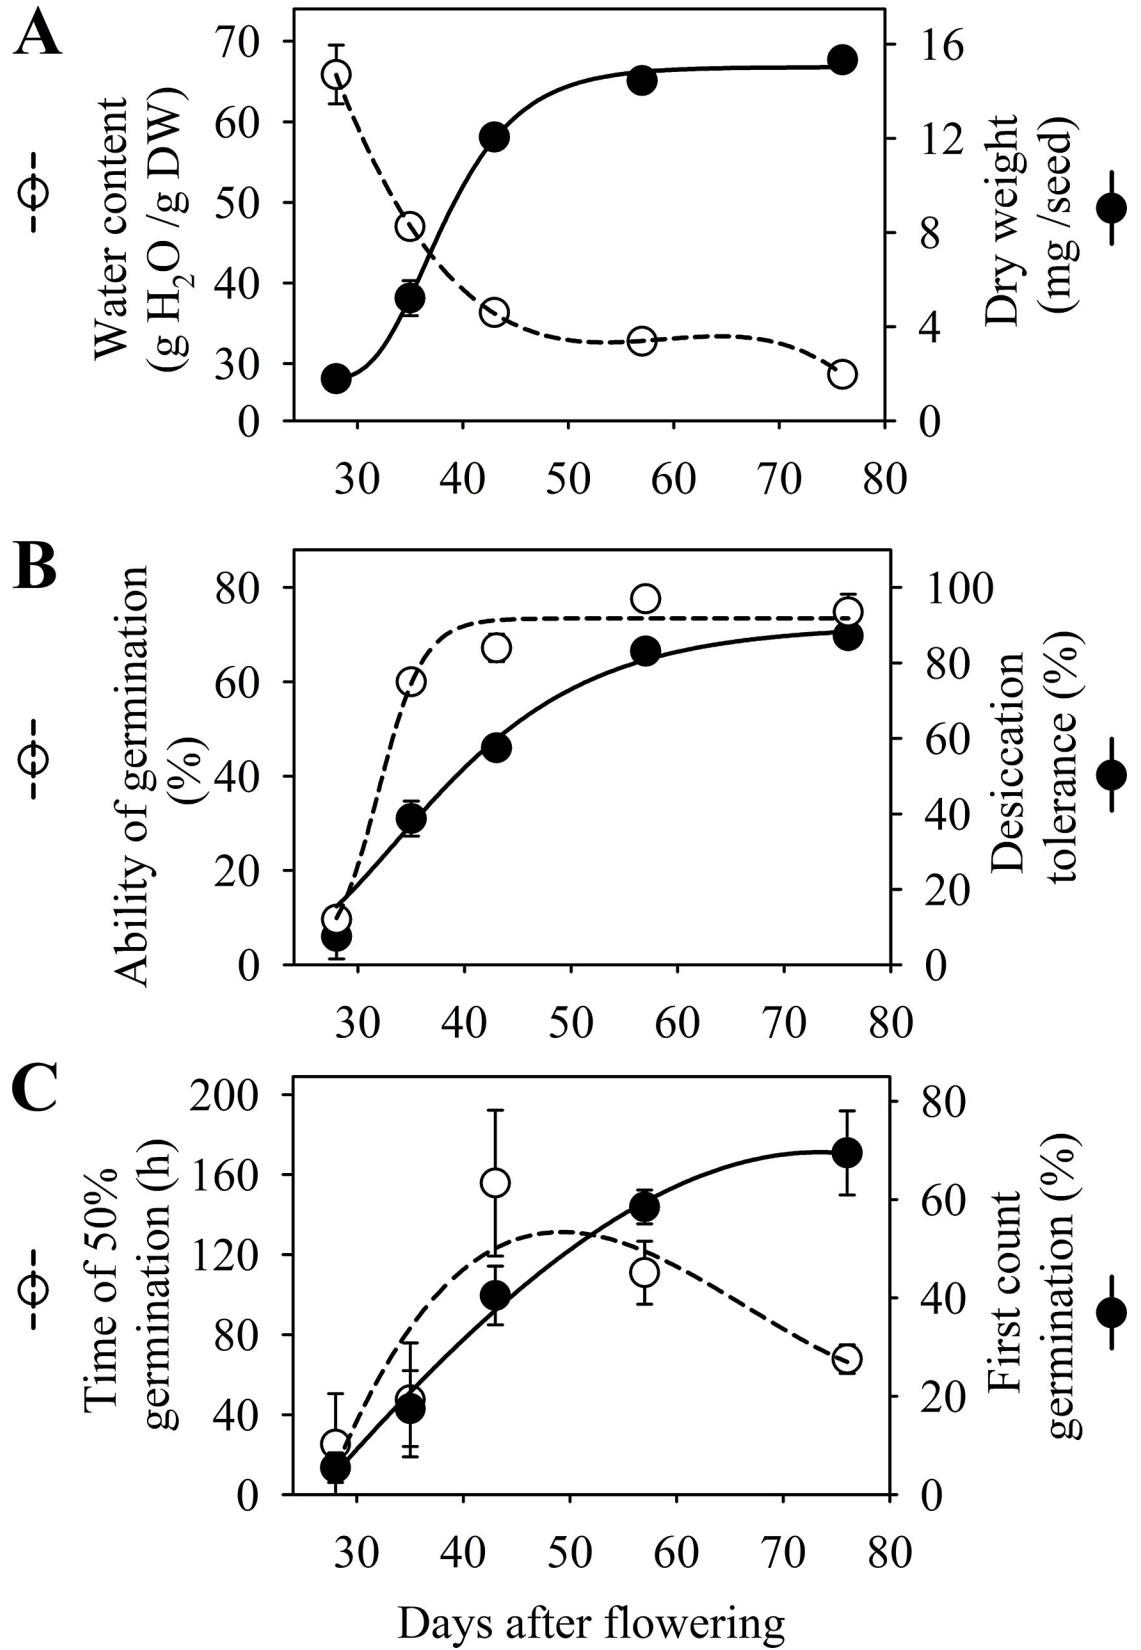 A
Water content
(g H2O /g DW)
70
60
50
40
30
0
16
12
8
4
0
Dry weight
(mg /seed)
30 40 50 60 70 80
B
Ability of germination
(%)
80
60
40
20
0
100
80
60
40
20
0
Desiccation
tolerance (%)
30 40 50 60 70 80
C
Time of 50%
germination (h)
200
160
120
80
40
0
80
60
40
20
0
First count
germination (%)
30 40 50 60 70 80
Days after flowering